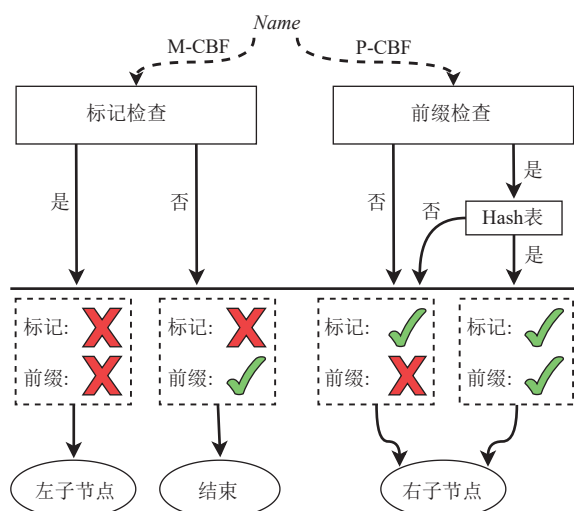 Name
M-CBF
P-CBF
标记检查
前缀检查
是
否
否
否
是
Hash表
是
标记:
前缀:
标记:
前缀:
标记:
前缀:
标记:
前缀:
左子节点
结束
右子节点